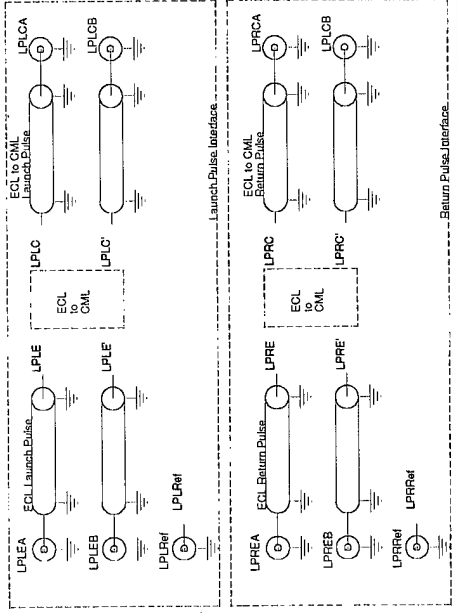 ECL to CML
Launch Pulse
LPLCA
LPLCB
LPLC
LPLC'
ECL
to
CML
LPLE
LPLE'
ECL Launch Pulse
LPLEA
LPLEB
LPLRef
LPLRef
Launch Pulse Interface
ECL to CML
Return Pulse
LPRCA
LPLCB
LPRC
LPRC'
ECL
to
CML
LPRE
LPRE'
ECL Return Pulse
LPREA
LPREB
LPRRef
LPRRef
Return Pulse Interface